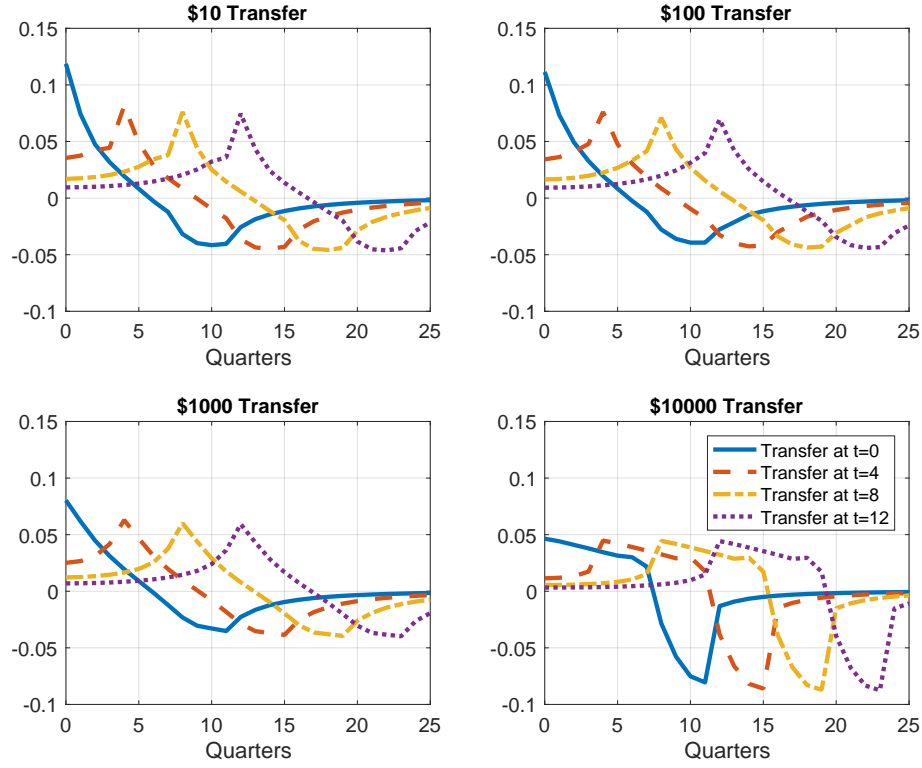 $10 Transfer
0.15
0.1
0.05
0
-0.05
-0.1
0 5 10 15 20 25
Quarters
$100 Transfer
0.15
0.1
0.05
0
-0.05
-0.1
0 5 10 15 20 25
Quarters
$1000 Transfer
0.15
0.1
0.05
0
-0.05
-0.1
0 5 10 15 20 25
Quarters
$10000 Transfer
0.15
0.1
0.05
0
-0.05
-0.1
Transfer at t=0
Transfer at t=4
Transfer at t=8
Transfer at t=12
0 5 10 15 20 25
Quarters